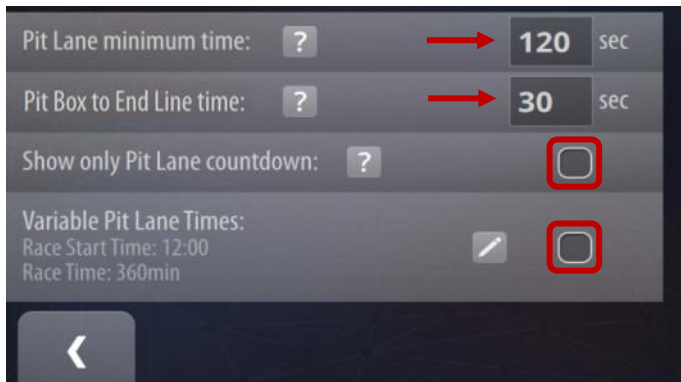 Pit Lane minimum time: ? 120 sec
Pit Box to End Line time: ? 30 sec
Show only Pit Lane countdown: ?
Variable Pit Lane Times:
Race Start Time: 12:00
Race Time: 360min